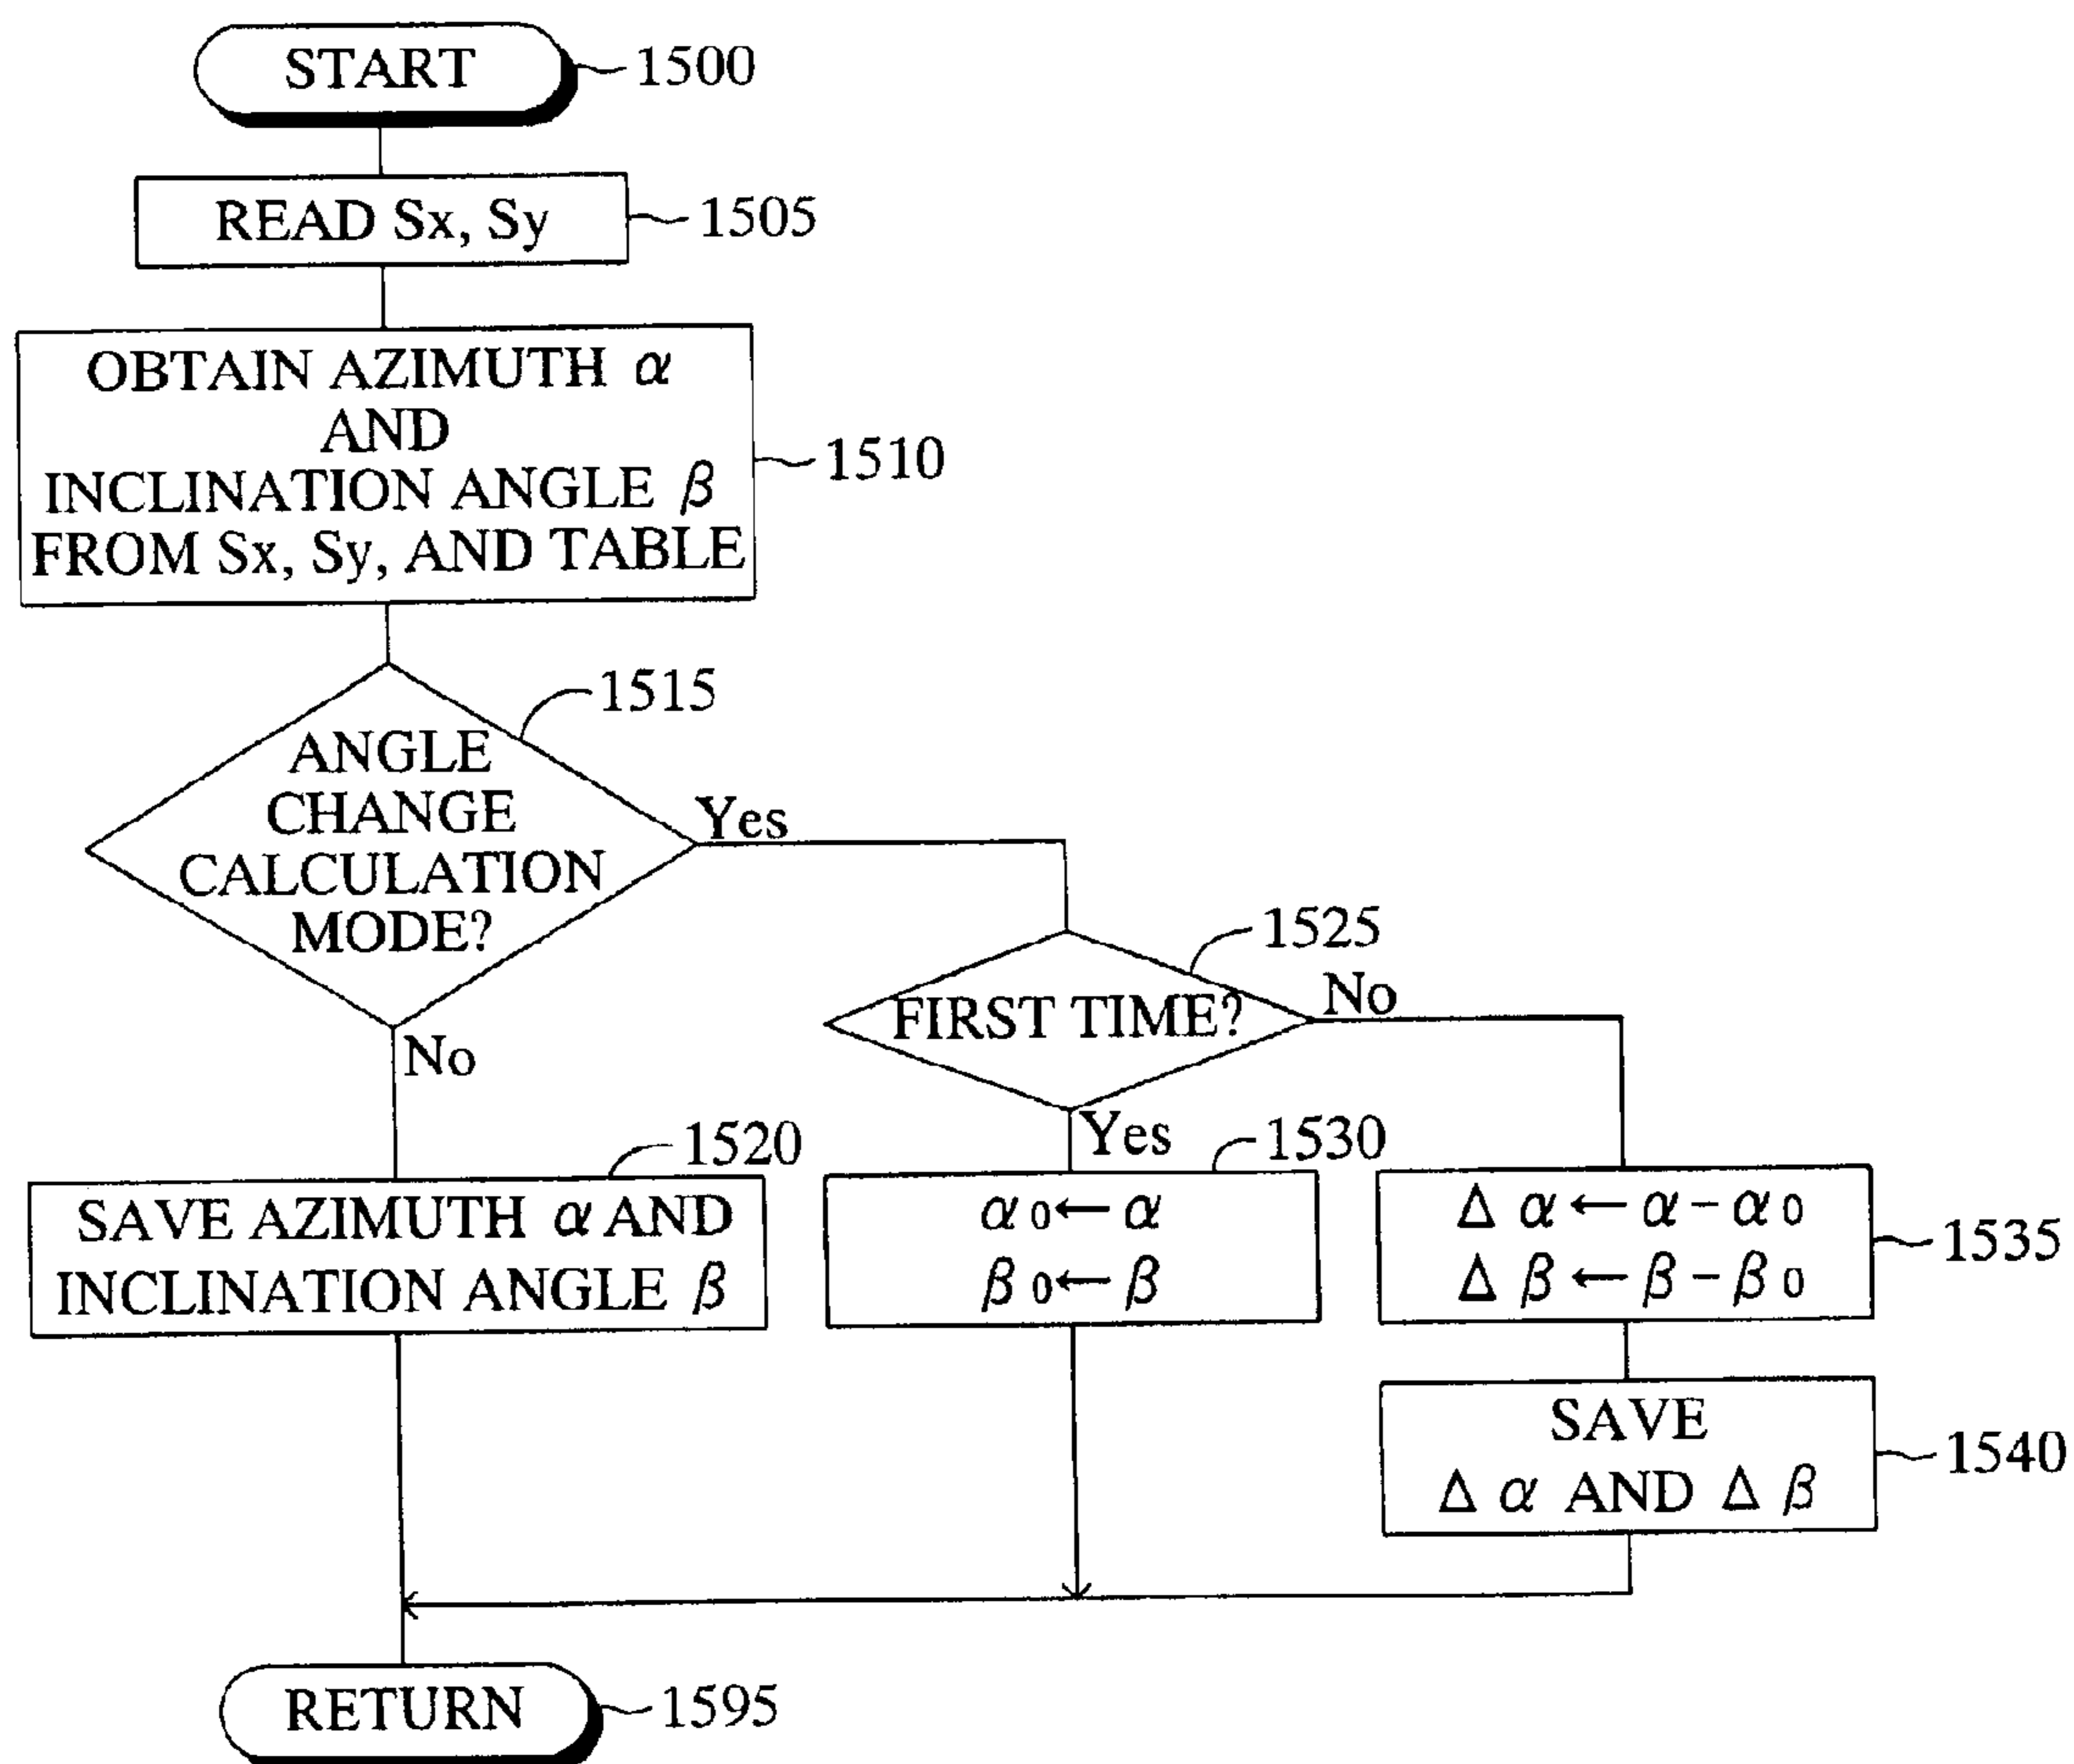 START
1500
READ Sx, Sy
1505
OBTAIN AZIMUTH α
AND
INCLINATION ANGLE β
FROM Sx, Sy, AND TABLE
1510
ANGLE
CHANGE
CALCULATION
MODE?
1515
Yes
No
FIRST TIME?
1525
No
Yes
SAVE AZIMUTH α AND
INCLINATION ANGLE β
1520
α0←α
β0←β
1530
Δα←α-α0
Δβ←β-β0
1535
SAVE
Δα AND Δβ
1540
RETURN
1595